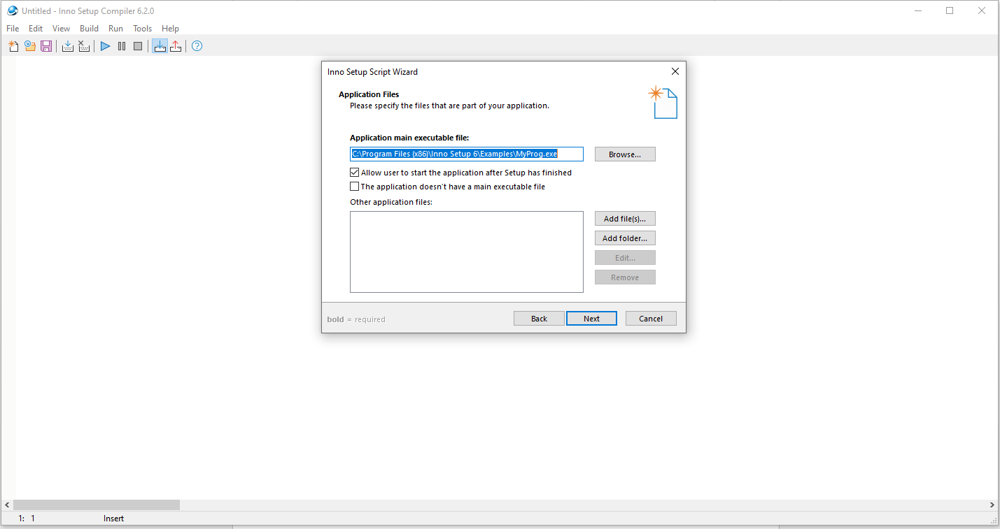 Untitled - Inno Setup Compiler 6.2.0
File Edit View Build Run Tools Help
Inno Setup Script Wizard
Application Files
Please specify the files that are part of your application.
Application main executable file:
C:\Program Files (x86)\Inno Setup 6\Examples\MyProg.exe
Browse...
Allow user to start the application after Setup has finished
The application doesn't have a main executable file
Other application files:
Add file(s)...
Add folder...
Edit...
Remove
bold = required
Back Next Cancel
1: 1 Insert